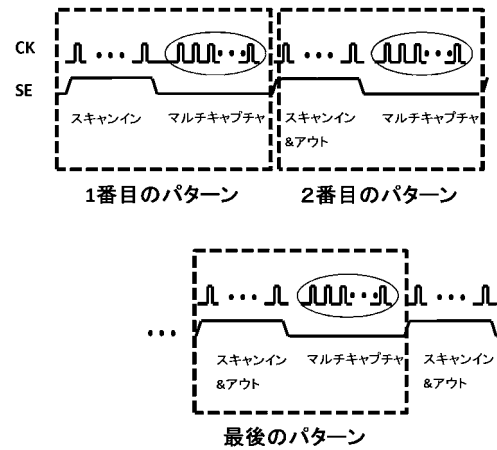 CK
SE
スキャンイン マルチキャプチャ スキャンイン マルチキャプチャ
&アウト
1番目のパターン 2番目のパターン
スキャンイン マルチキャプチャ スキャンイン
&アウト &アウト
最後のパターン